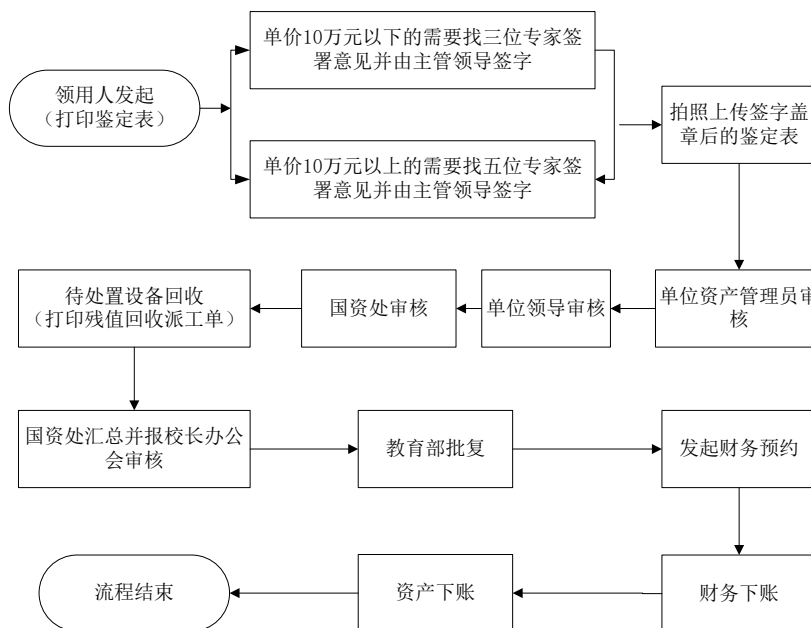 单价10万元以下的需要找三位专家签
署意见并由主管领导签字
领用人发起
（打印鉴定表）
拍照上传签字盖
章后的鉴定表
单价10万元以上的需要找五位专家签
署意见并由主管领导签字
待处置设备回收
（打印残值回收派工单）
国资处审核
单位领导审核
单位资产管理员审
核
国资处汇总并报校长办公
会审核
教育部批复
发起财务预约
流程结束
资产下账
财务下账